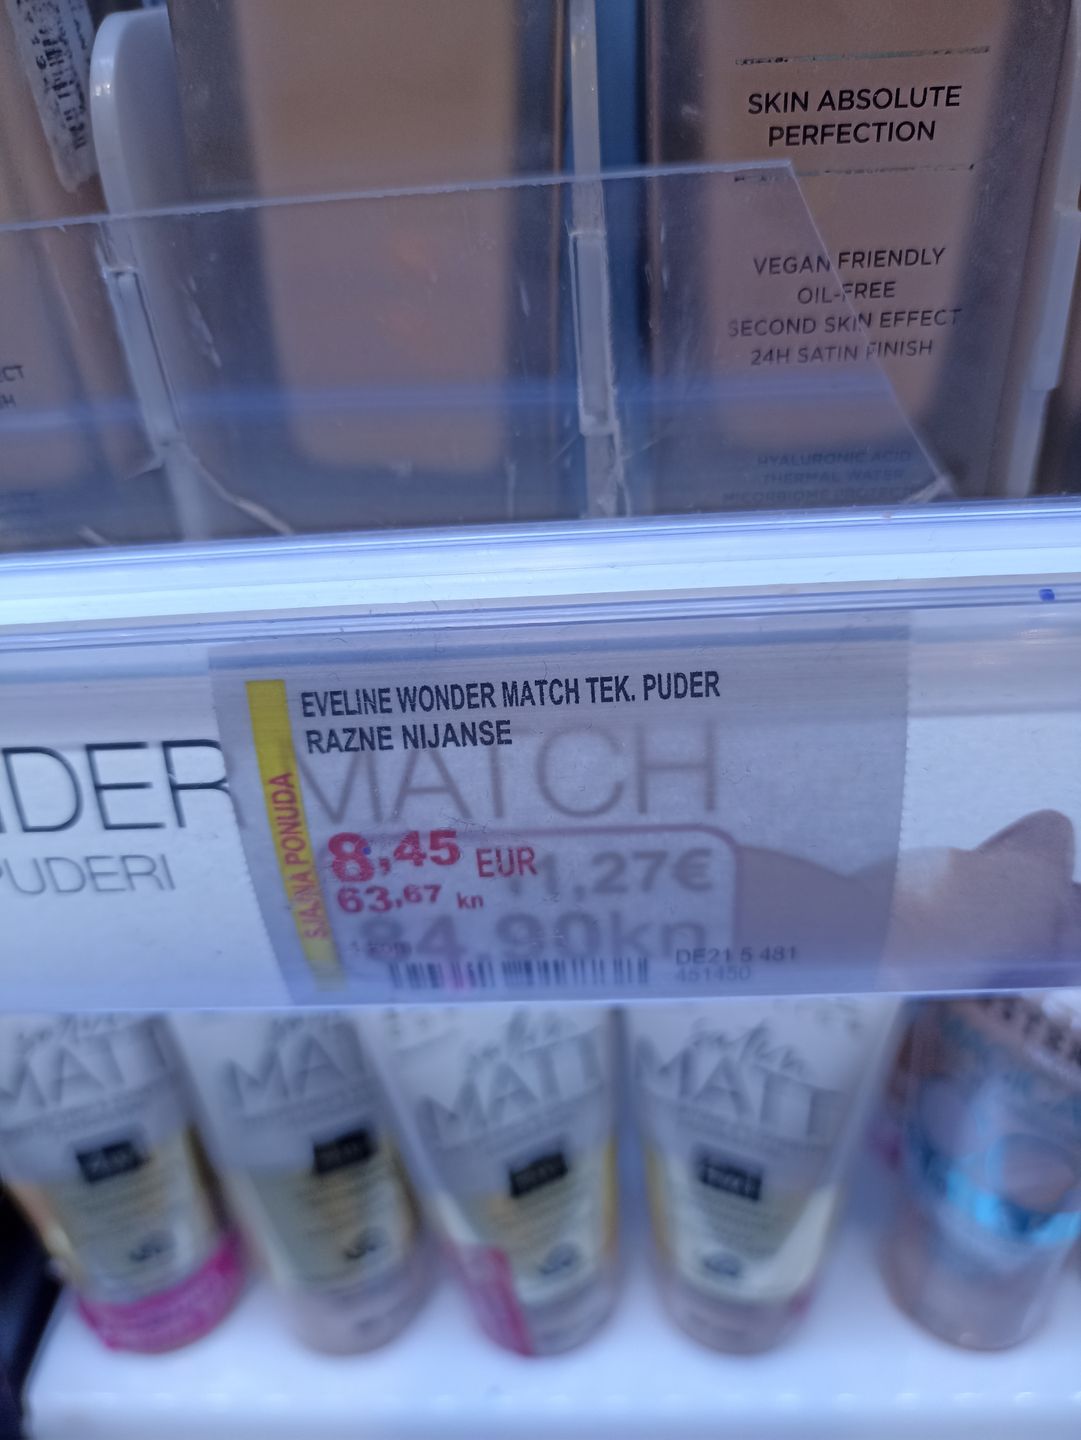 SKIN ABSOLUTE
PERFECTION
VEGAN FRIENDLY
OIL-FREE
SECOND SKIN EFFECT
24H SATIN FINISH
HYALURONIC ACID
THERMAL WATER
EVELINE WONDER MATCH TEK. PUDER
RAZNE NIJANSE
DER MATCH
PUDERI
SJAJNA PONUDA
8,45 EUR
11,27€
63,67 kn
84,90kn
DE21 5 481
451450
MATT
MATT
MATT
MATT